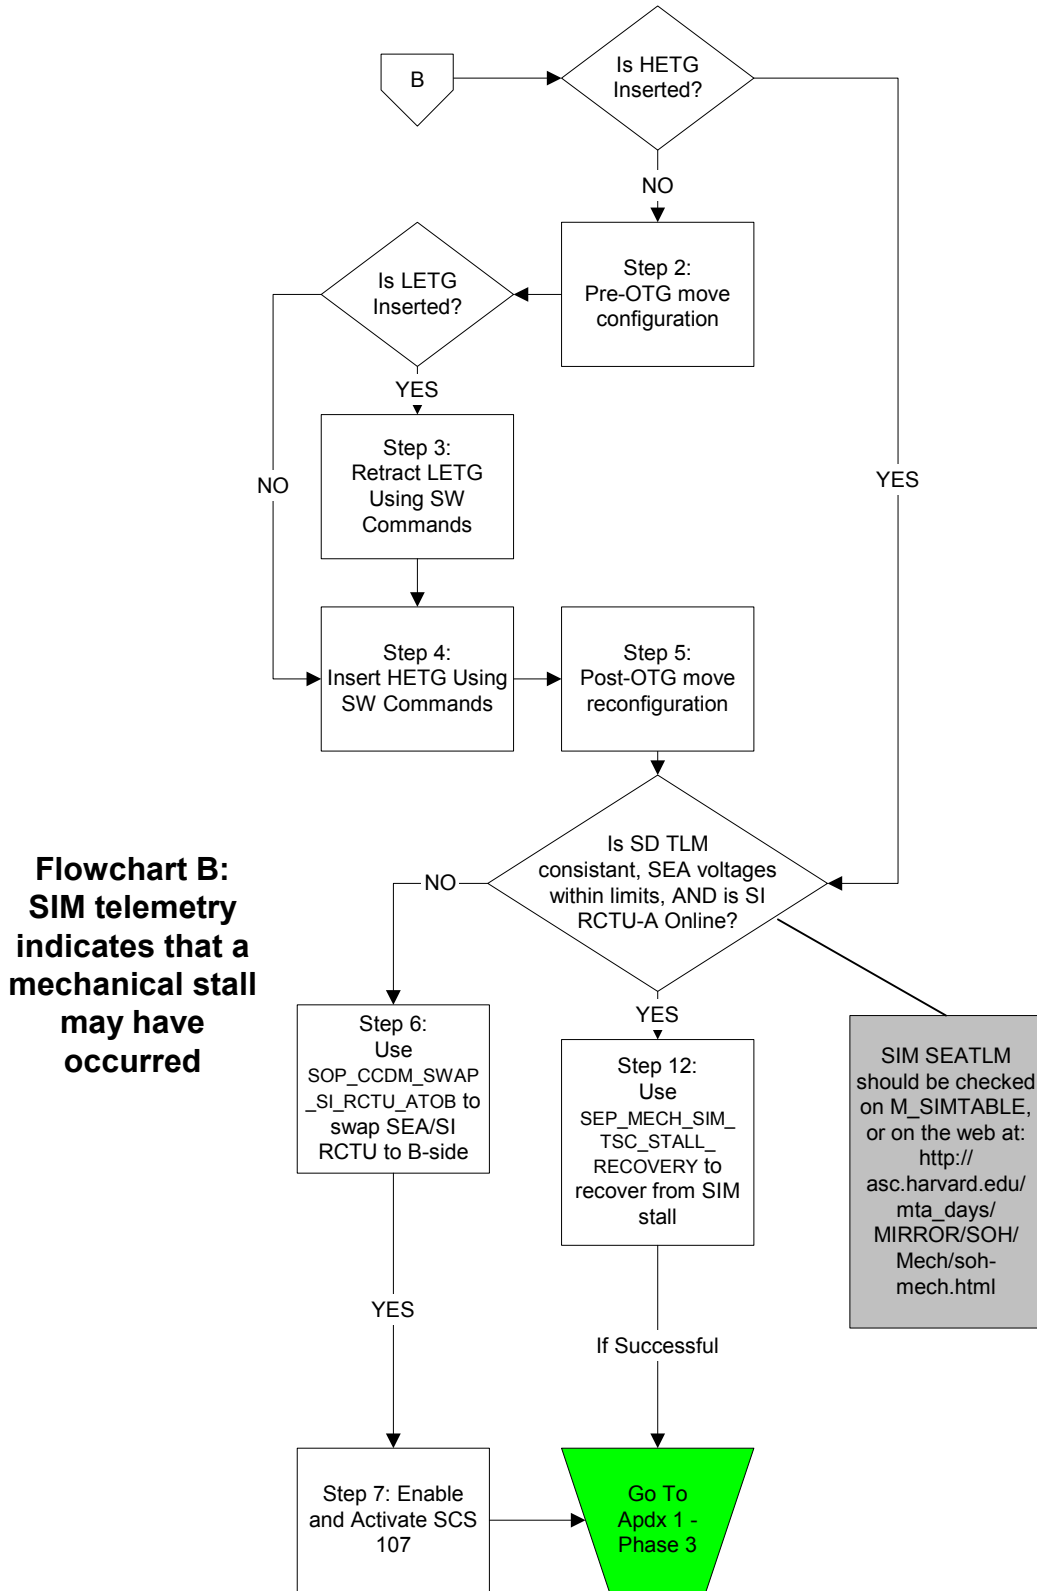 B
Is HETG
Inserted?
NO
Step 2:
Pre-OTG move
configuration
Is LETG
Inserted?
YES
Step 3:
Retract LETG
Using SW
Commands
NO
YES
Step 4:
Insert HETG Using
SW Commands
Step 5:
Post-OTG move
reconfiguration
Is SD TLM
consistant, SEA voltages
within limits, AND is SI
RCTU-A Online?
NO
YES
Flowchart B:
SIM telemetry
indicates that a
mechanical stall
may have
occurred
Step 6:
Use
SOP_CCDM_SWAP
_SI_RCTU_ATOB to
swap SEA/SI
RCTU to B-side
Step 12:
Use
SEP_MECH_SIM_
TSC_STALL_
RECOVERY to
recover from SIM
stall
SIM SEATLM
should be checked
on M_SIMTABLE,
or on the web at:
http://
asc.harvard.edu/
mta_days/
MIRROR/SOH/
Mech/soh-
mech.html
YES
If Successful
Step 7: Enable
and Activate SCS
107
Go To
Apdx 1 -
Phase 3